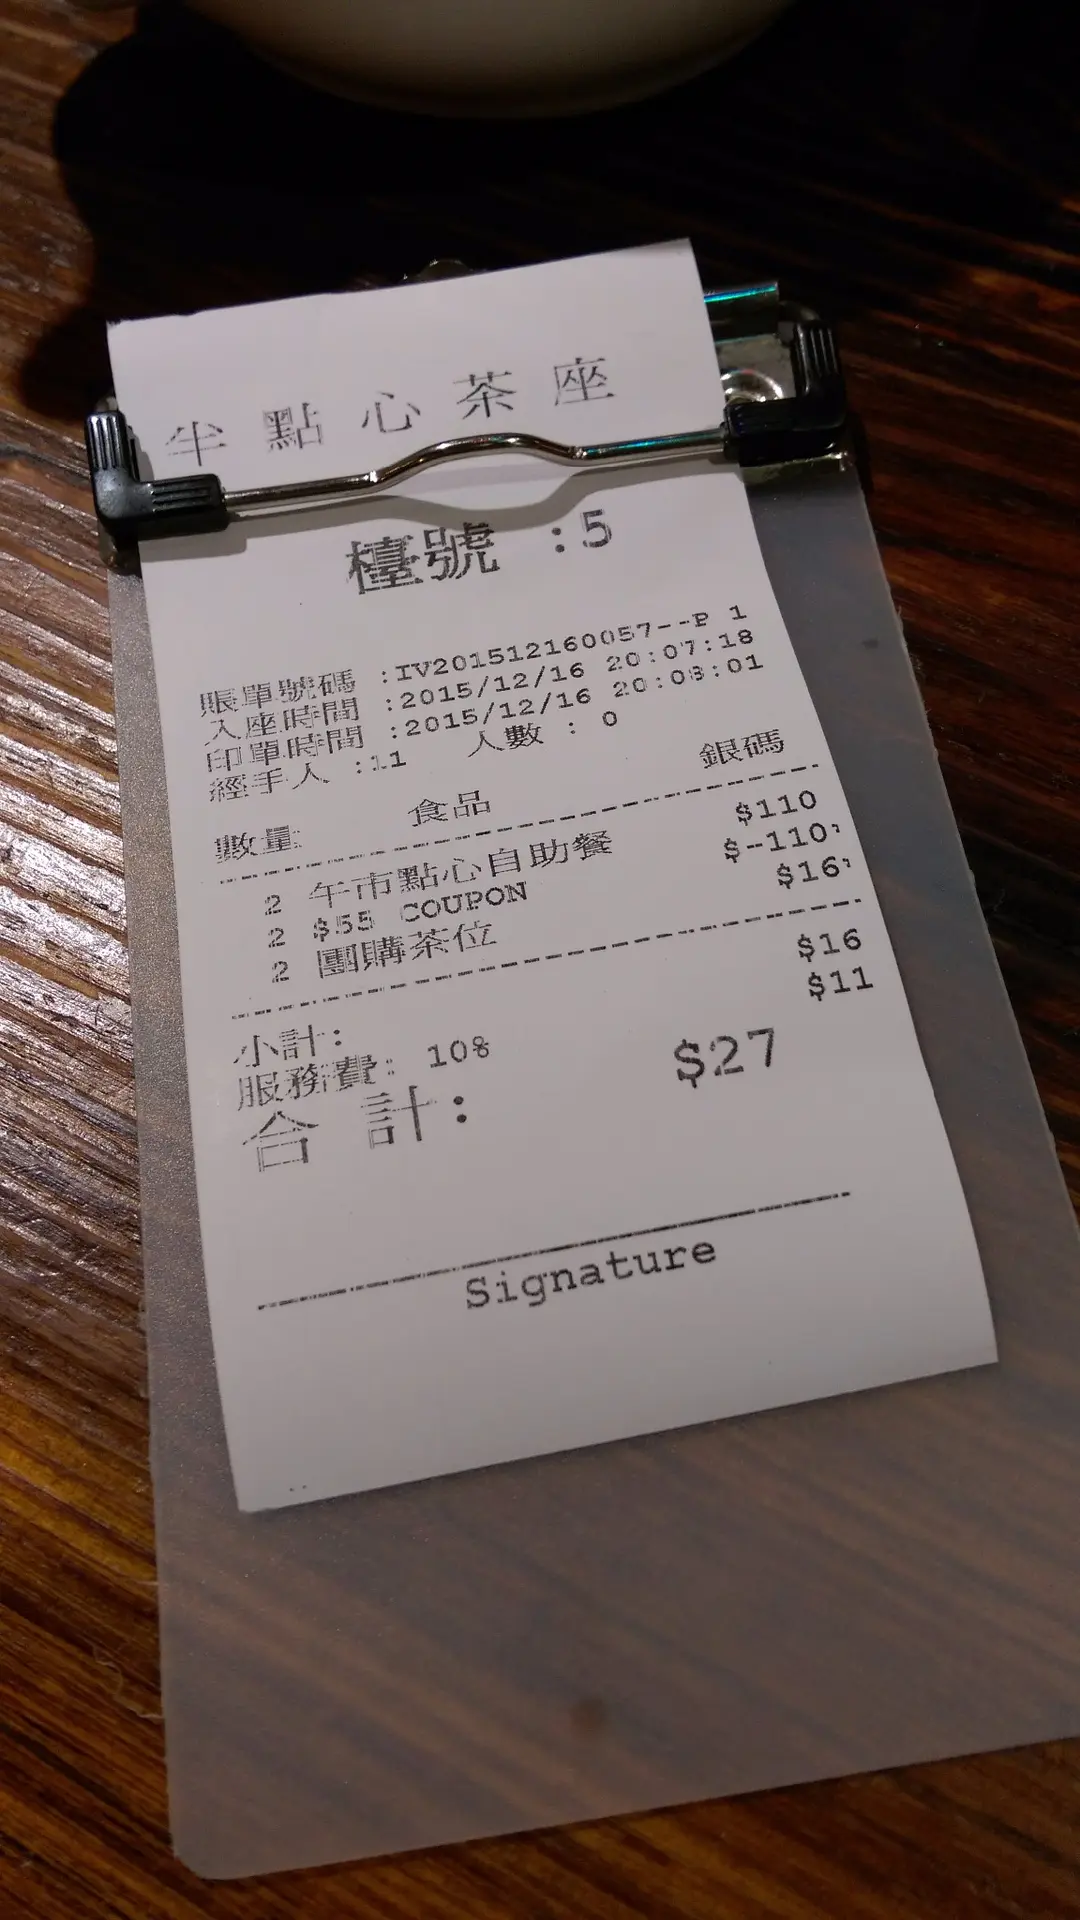 半點心茶座
檯號 :5
賬單號碼 :IV201512160057--P 1
入座時間 :2015/12/16 20:07:18
印單時間 :2015/12/16 20:08:01
經手人 :11 人數 : 0
數量 食品 銀碼
2 午市點心自助餐 $110
2 $55 COUPON $-110
2 團購茶位 $16
小計: $16
服務費: 10% $11
合計: $27
Signature